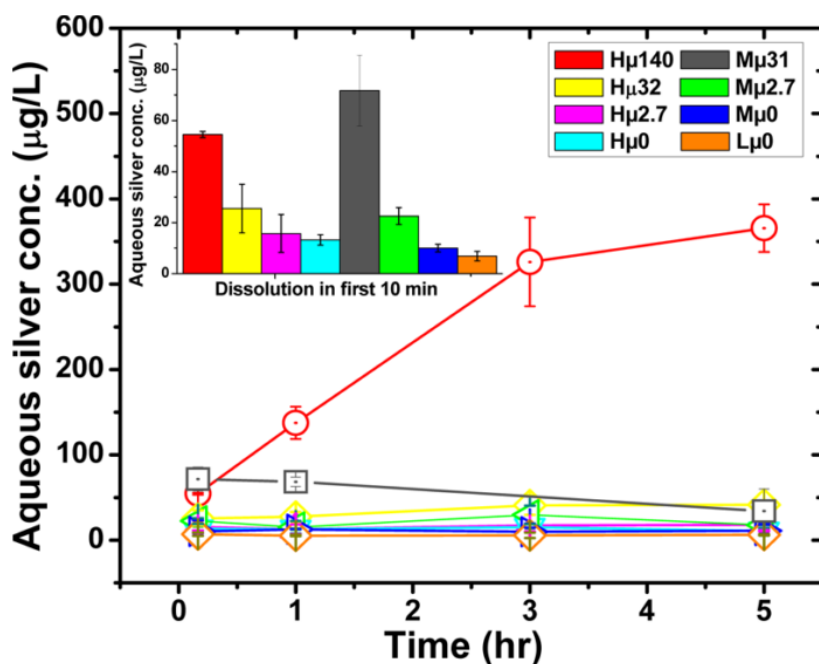 Aqueous silver conc. (μg/L)
600
500
400
300
200
100
0
0
1
2
3
4
5
Time (hr)
Aqueous silver conc. (μg/L)
80
60
40
20
0
Dissolution in first 10 min
Hμ140
Hμ32
Hμ2.7
Hμ0
Mμ31
Mμ2.7
Mμ0
Lμ0